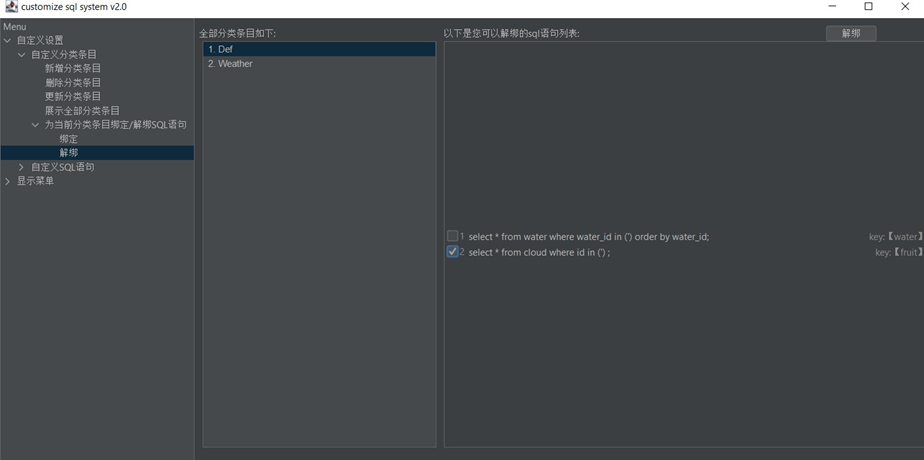 customize sql system v2.0
Menu
自定义设置
自定义分类条目
新增分类条目
删除分类条目
更新分类条目
展示全部分类条目
为当前分类条目绑定/解绑SQL语句
绑定
解绑
自定义SQL语句
显示菜单
全部分类条目如下:
1. Def
2. Weather
以下是您可以解绑的sql语句列表:
解绑
1 select * from water where water_id in (') order by water_id; key:【water】
2 select * from cloud where id in (') ; key:【fruit】